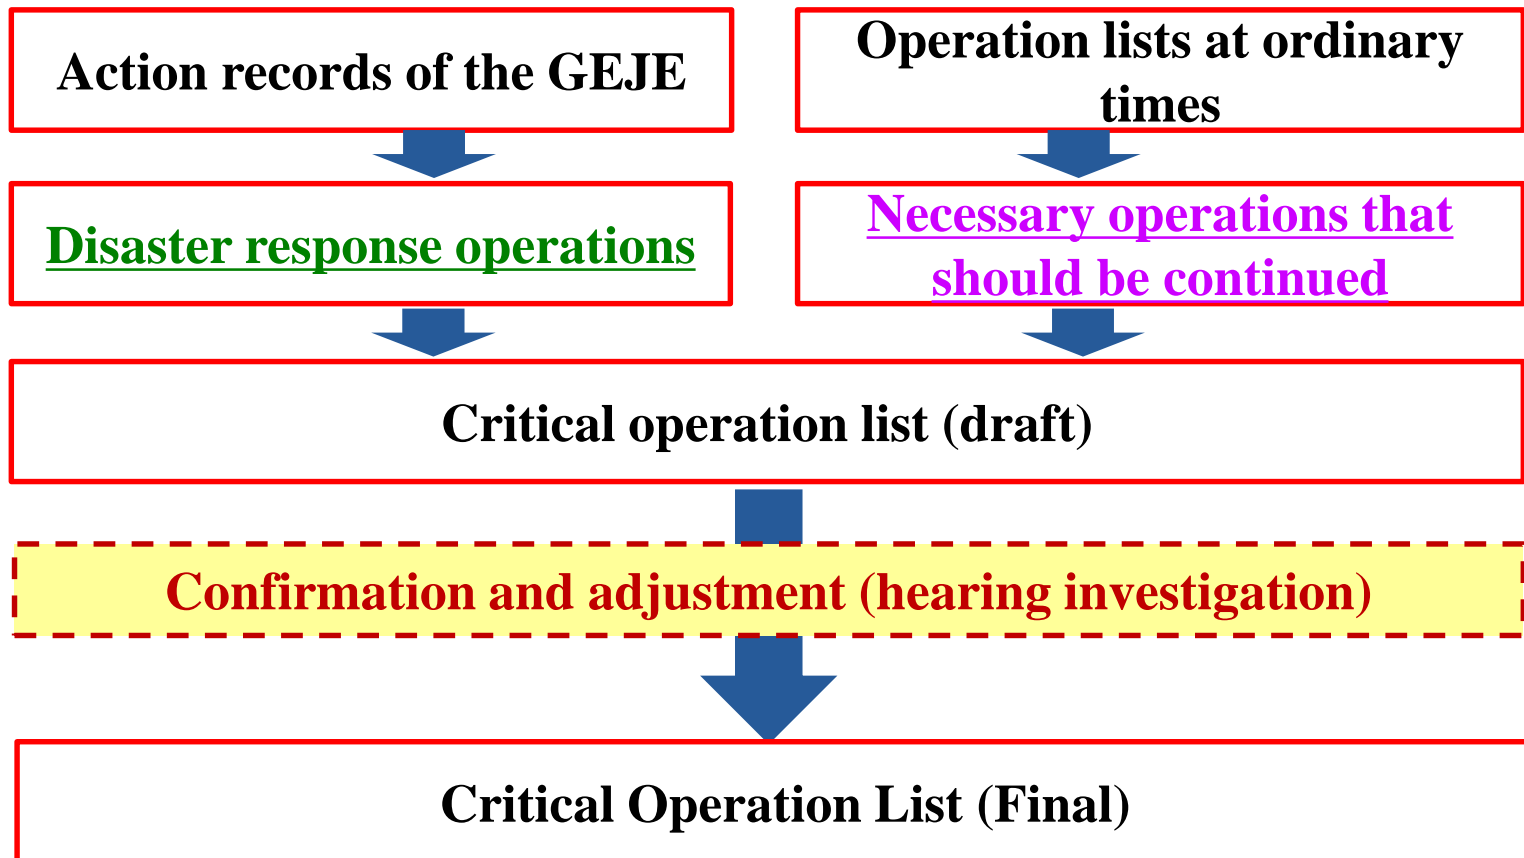 Action records of the GEJE
Operation lists at ordinary
times
Disaster response operations
Necessary operations that
should be continued
Critical operation list (draft)
Confirmation and adjustment (hearing investigation)
Critical Operation List (Final)